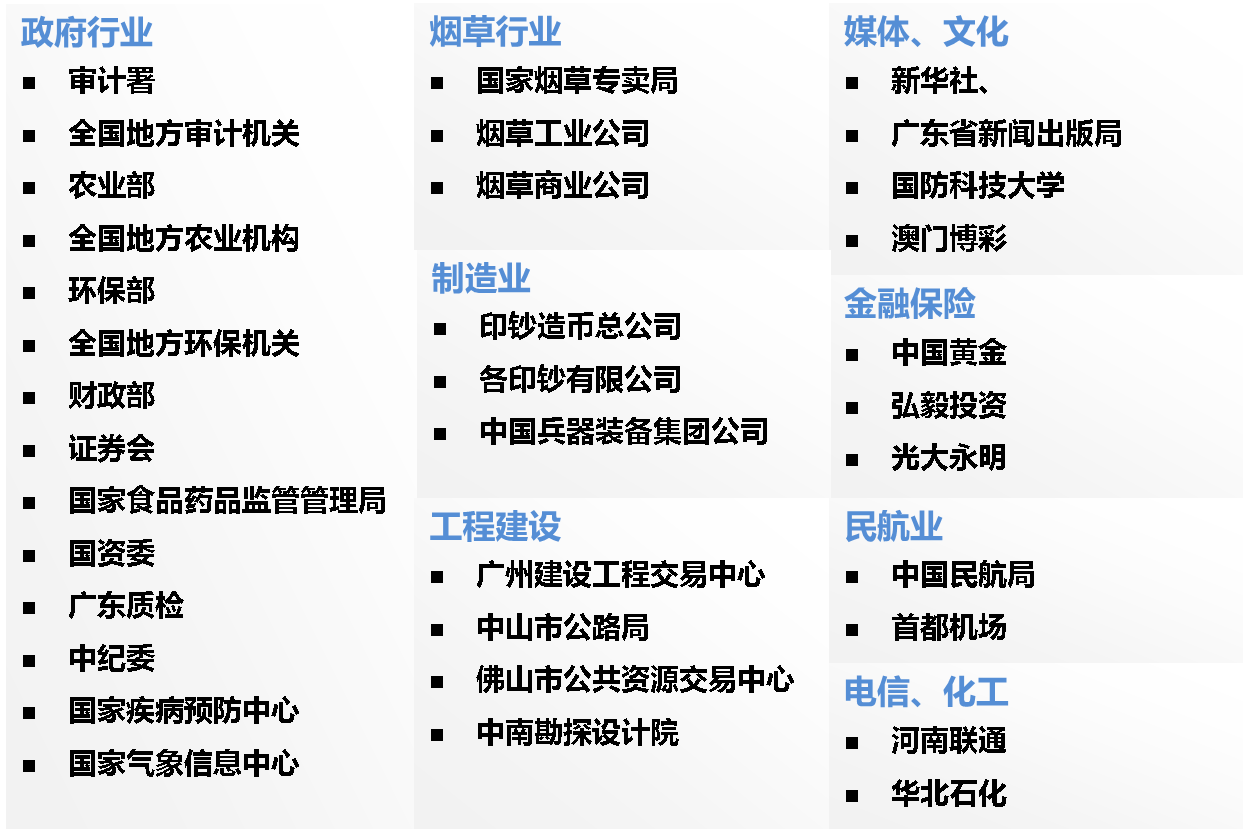 政府行业
■ 审计署
■ 全国地方审计机关
■ 农业部
■ 全国地方农业机构
■ 环保部
■ 全国地方环保机关
■ 财政部
■ 证券会
■ 国家食品药品监管管理局
■ 国资委
■ 广东质检
■ 中纪委
■ 国家疾病预防中心
■ 国家气象信息中心
烟草行业
■ 国家烟草专卖局
■ 烟草工业公司
■ 烟草商业公司
制造业
■ 印钞造币总公司
■ 各印钞有限公司
■ 中国兵器装备集团公司
工程建设
■ 广州建设工程交易中心
■ 中山市公路局
■ 佛山市公共资源交易中心
■ 中南勘探设计院
媒体、文化
■ 新华社、
■ 广东省新闻出版局
■ 国防科技大学
■ 澳门博彩
金融保险
■ 中国黄金
■ 弘毅投资
■ 光大永明
民航业
■ 中国民航局
■ 首都机场
电信、化工
■ 河南联通
■ 华北石化